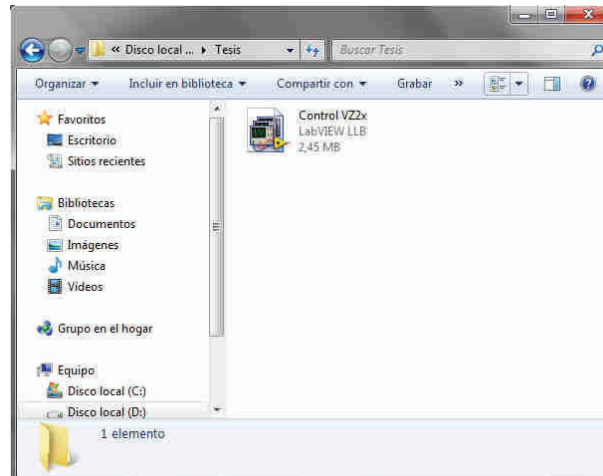 « Disco local ... ▸ Tesis
Buscar Tesis
Organizar
Incluir en biblioteca
Compartir con
Grabar
»
Favoritos
Escritorio
Sitios recientes
Bibliotecas
Documentos
Imágenes
Música
Vídeos
Grupo en el hogar
Equipo
Disco local (C:)
Disco local (D:)
Control VZ2x
LabVIEW LLB
2,45 MB
1 elemento